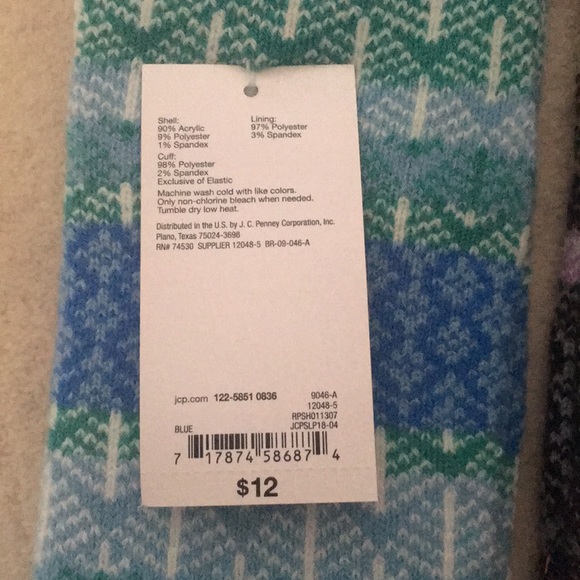 Shell:
90% Acrylic
9% Polyester
1% Spandex
Lining:
97% Polyester
3% Spandex
Cuff:
98% Polyester
2% Spandex
Exclusive of Elastic
Machine wash cold with like colors.
Only non-chlorine bleach when needed.
Tumble dry low heat.
Distributed in the U.S. by J. C. Penney Corporation, Inc.
Plano, Texas 75024-3698
RN# 74530 SUPPLIER 12048-5 BR-09-046-A
jcp.com 122-5851 0836
9046-A
12048-5
RPSH011307
BLUE JCPSLP18-04
7 17874 58687 4
$12